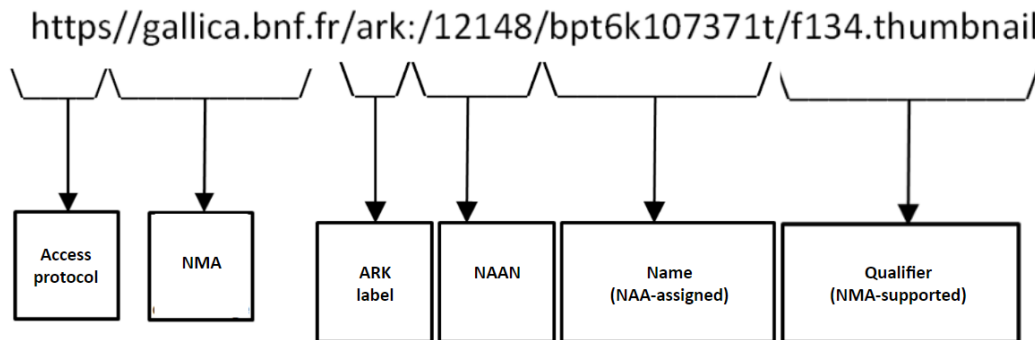 https//gallica.bnf.fr/ark:/12148/bpt6k107371t/f134.thumbnail
Access
protocol
NMA
ARK
label
NAAN
Name
(NAA-assigned)
Qualifier
(NMA-supported)